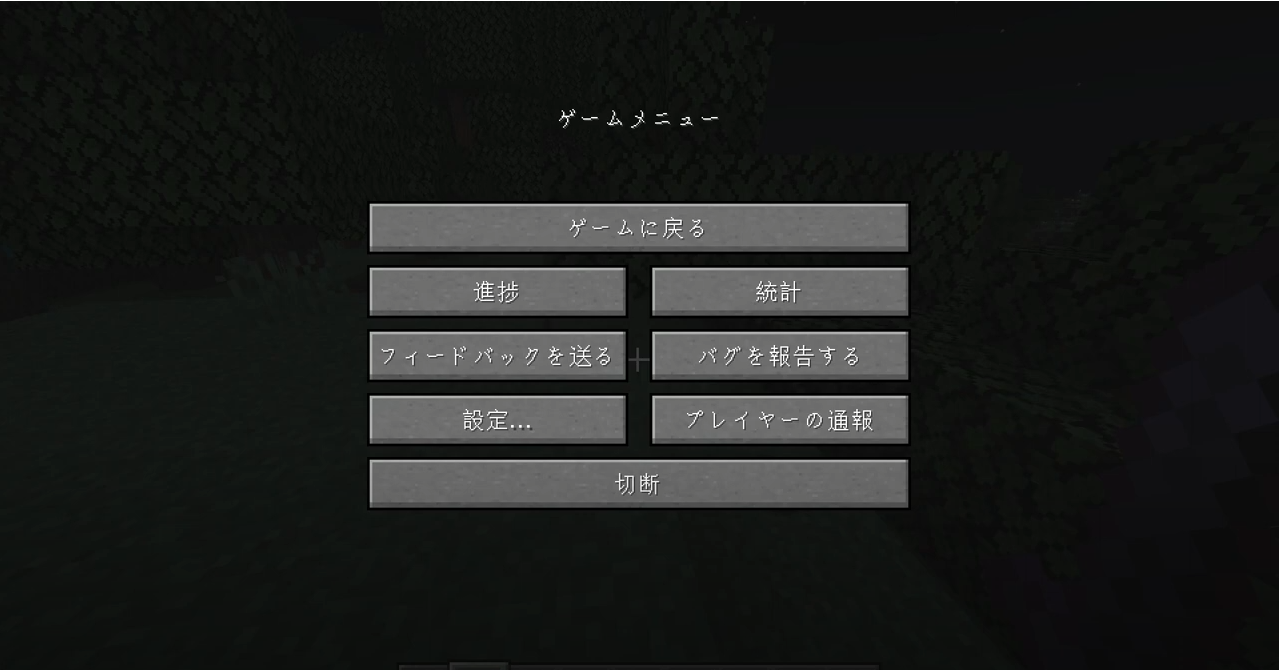 ゲームメニュー
ゲームに戻る
進捗
統計
フィードバックを送る
バグを報告する
設定...
プレイヤーの通報
切断